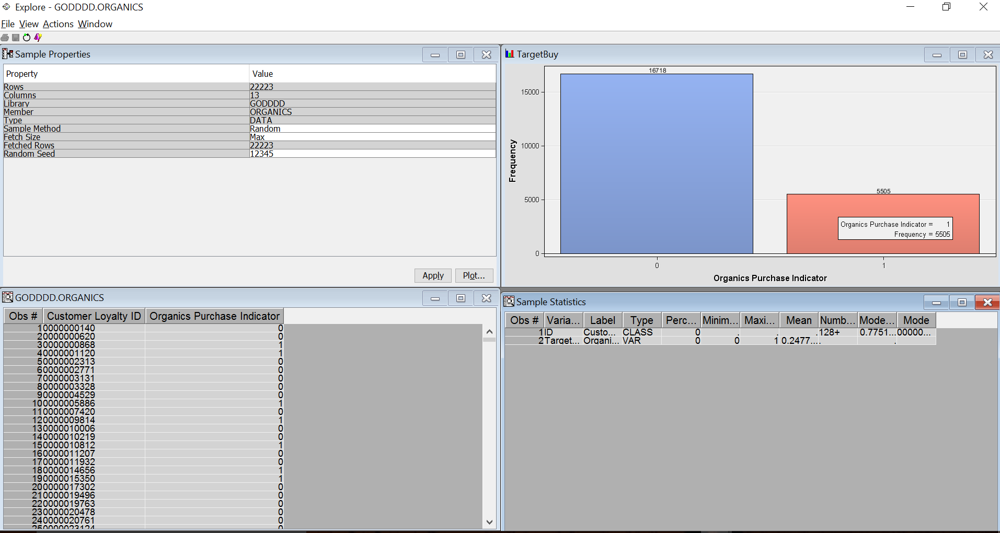 Explore - GODDDD.ORGANICS
File View Actions Window
Sample Properties
Property Value
Rows 22223
Columns 13
Library GODDDD
Member ORGANICS
Type DATA
Sample Method Random
Fetch Size Max
Fetched Rows 22223
Random Seed 12345
Apply Plot...
TargetBuy
16718
15000
10000
5000
0
5505
Organics Purchase Indicator = 1
Frequency = 5505
Frequency
0 1
Organics Purchase Indicator
GODDDD.ORGANICS
Obs # Customer Loyalty ID Organics Purchase Indicator
1 0000000140 0
2 0000000620 0
3 0000000868 1
4 0000001120 1
5 0000002313 0
6 0000002771 0
7 0000003131 0
8 0000003328 0
9 0000004529 0
10 0000005886 1
11 0000007420 0
12 0000009814 1
13 0000010006 0
14 0000010219 0
15 0000010812 1
16 0000011207 0
17 0000011932 0
18 0000014656 1
19 0000015350 1
20 0000017302 0
21 0000019496 0
22 0000019763 0
23 0000020478 0
24 0000020761 0
25 0000023124 0
Sample Statistics
Obs # Varia... Label Type Perc... Minim... Maxi... Mean Numb... Mode... Mode
1 ID Custo... CLASS 0 . . . 128+ 0.7751... 00000...
2 Target... Organi... VAR 0 0 1 0.2477... . .